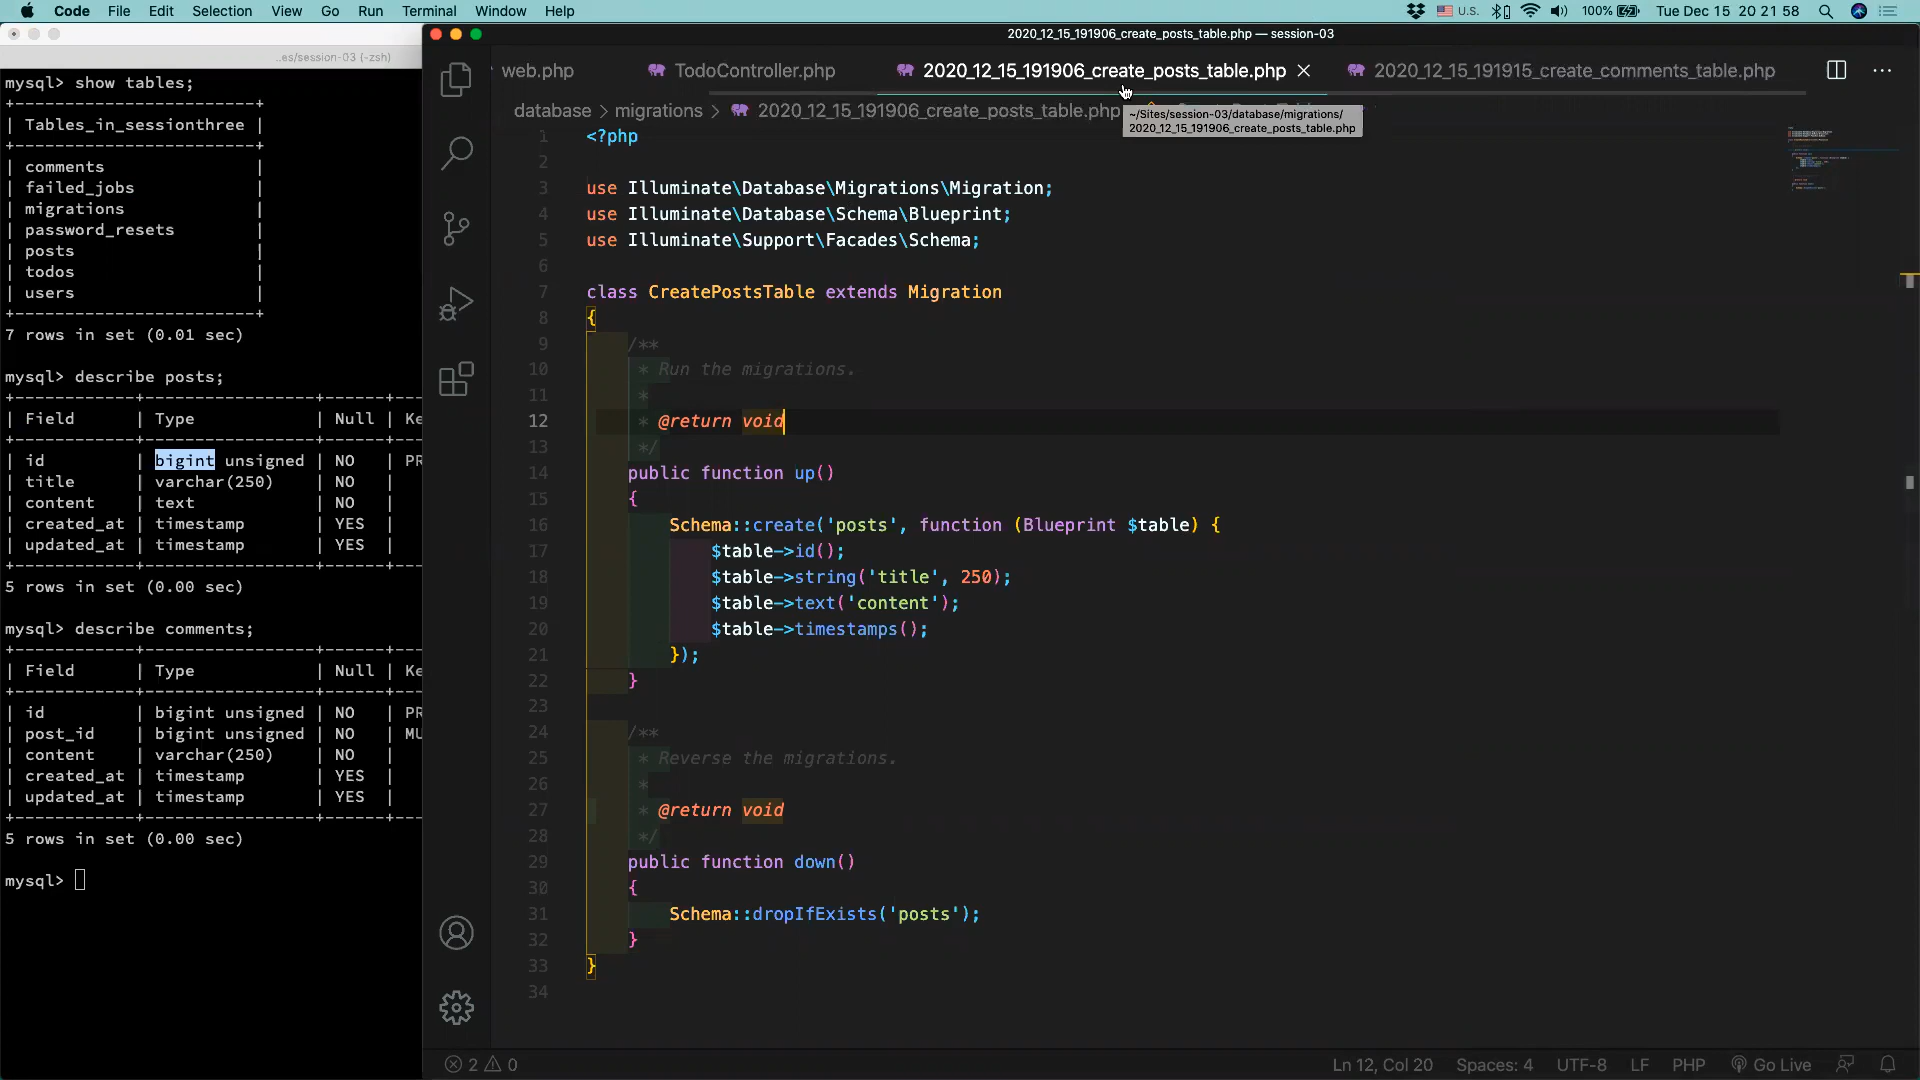 Code File Edit Selection View Go Run Terminal Window Help
U.S. 100% Tue Dec 15 20 21 58
...es/session-03 (-zsh)
mysql> show tables;
+-------------------------+
| Tables_in_sessionthree |
+-------------------------+
| comments |
| failed_jobs |
| migrations |
| password_resets |
| posts |
| todos |
| users |
+-------------------------+
7 rows in set (0.01 sec)
mysql> describe posts;
| Field | Type | Null | Ke
| id | bigint unsigned | NO | PR
| title | varchar(250) | NO |
| content | text | NO |
| created_at | timestamp | YES |
| updated_at | timestamp | YES |
5 rows in set (0.00 sec)
mysql> describe comments;
| Field | Type | Null | Ke
| id | bigint unsigned | NO | PR
| post_id | bigint unsigned | NO | MU
| content | varchar(250) | NO |
| created_at | timestamp | YES |
| updated_at | timestamp | YES |
5 rows in set (0.00 sec)
mysql>
2020_12_15_191906_create_posts_table.php — session-03
web.php TodoController.php 2020_12_15_191906_create_posts_table.php 2020_12_15_191915_create_comments_table.php
database > migrations > 2020_12_15_191906_create_posts_table.php
~/Sites/session-03/database/migrations/
2020_12_15_191906_create_posts_table.php
1 <?php
2
3 use Illuminate\Database\Migrations\Migration;
4 use Illuminate\Database\Schema\Blueprint;
5 use Illuminate\Support\Facades\Schema;
6
7 class CreatePostsTable extends Migration
8 {
9 /**
10 * Run the migrations.
11 *
12 * @return void
13 */
14 public function up()
15 {
16 Schema::create('posts', function (Blueprint $table) {
17 $table->id();
18 $table->string('title', 250);
19 $table->text('content');
20 $table->timestamps();
21 });
22 }
23
24 /**
25 * Reverse the migrations.
26 *
27 * @return void
28 */
29 public function down()
30 {
31 Schema::dropIfExists('posts');
32 }
33 }
34
2 0 Ln 12, Col 20 Spaces: 4 UTF-8 LF PHP Go Live